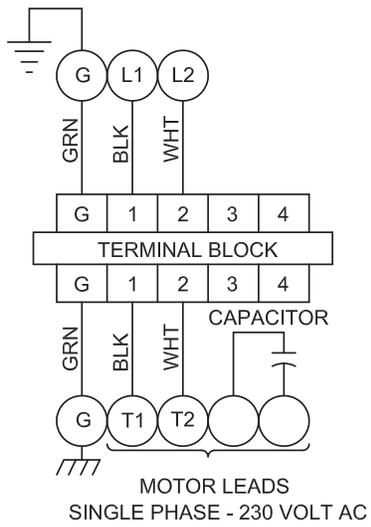 G L1 L2
GRN BLK WHT
G 1 2 3 4
TERMINAL BLOCK
G 1 2 3 4
CAPACITOR
GRN BLK WHT
G T1 T2
MOTOR LEADS
SINGLE PHASE - 230 VOLT AC